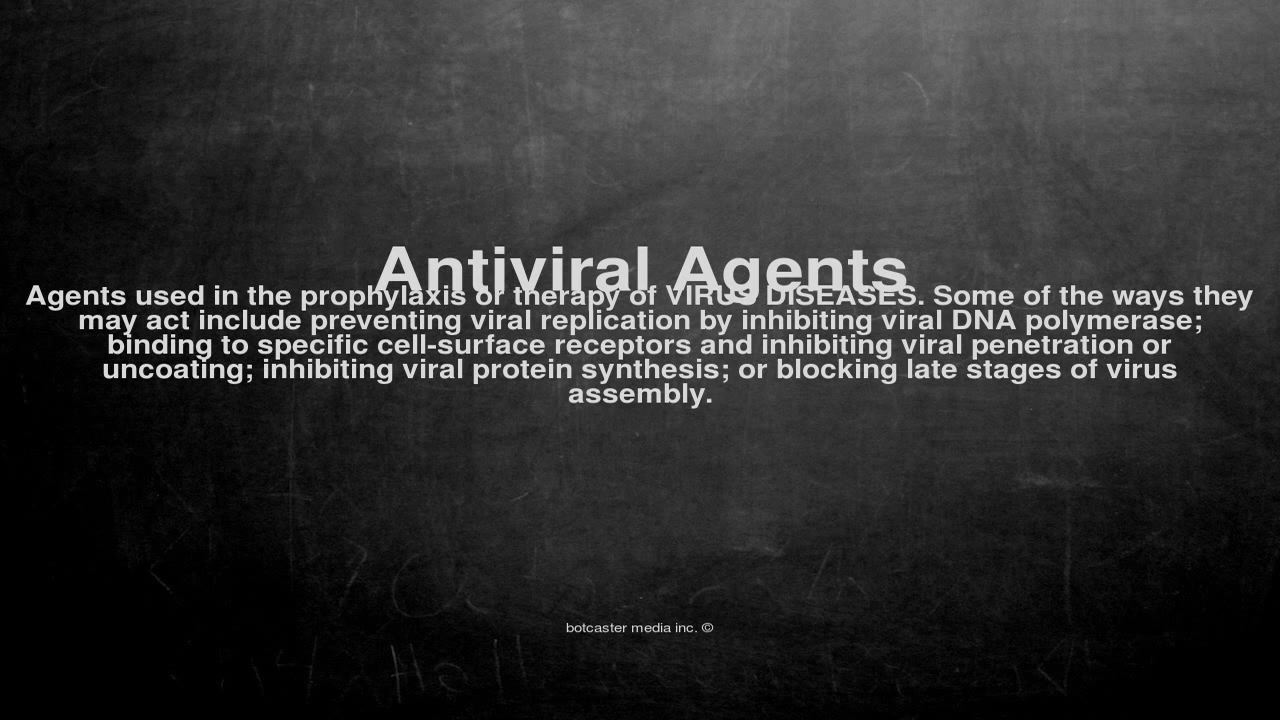 Antiviral Agents
Agents used in the prophylaxis or therapy of VIRUS DISEASES. Some of the ways they
may act include preventing viral replication by inhibiting viral DNA polymerase;
binding to specific cell-surface receptors and inhibiting viral penetration or
uncoating; inhibiting viral protein synthesis; or blocking late stages of virus
assembly.
botcaster media inc. ©